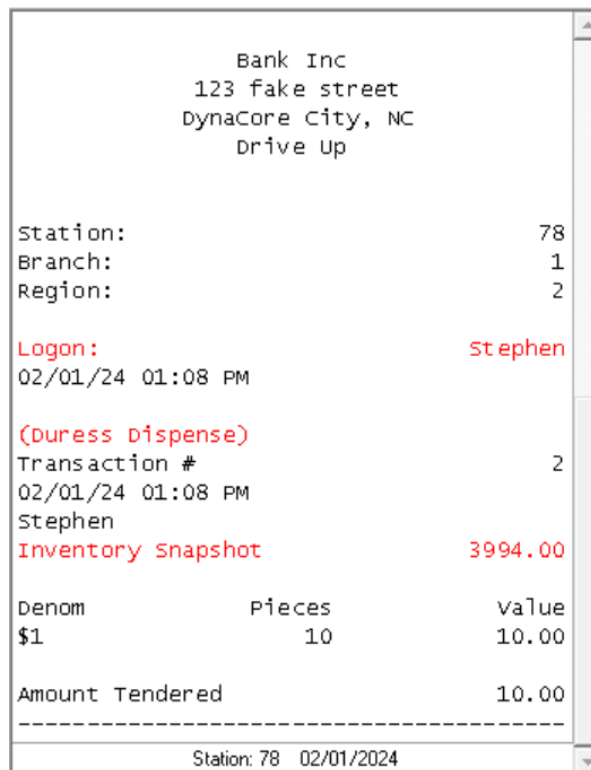 Bank Inc
123 fake street
DynaCore City, NC
Drive Up
Station: 78
Branch: 1
Region: 2
Logon: Stephen
02/01/24 01:08 PM
(Duress Dispense)
Transaction # 2
02/01/24 01:08 PM
Stephen
Inventory Snapshot 3994.00
Denom Pieces Value
$1 10 10.00
Amount Tendered 10.00
----------------------------------------
Station: 78 02/01/2024